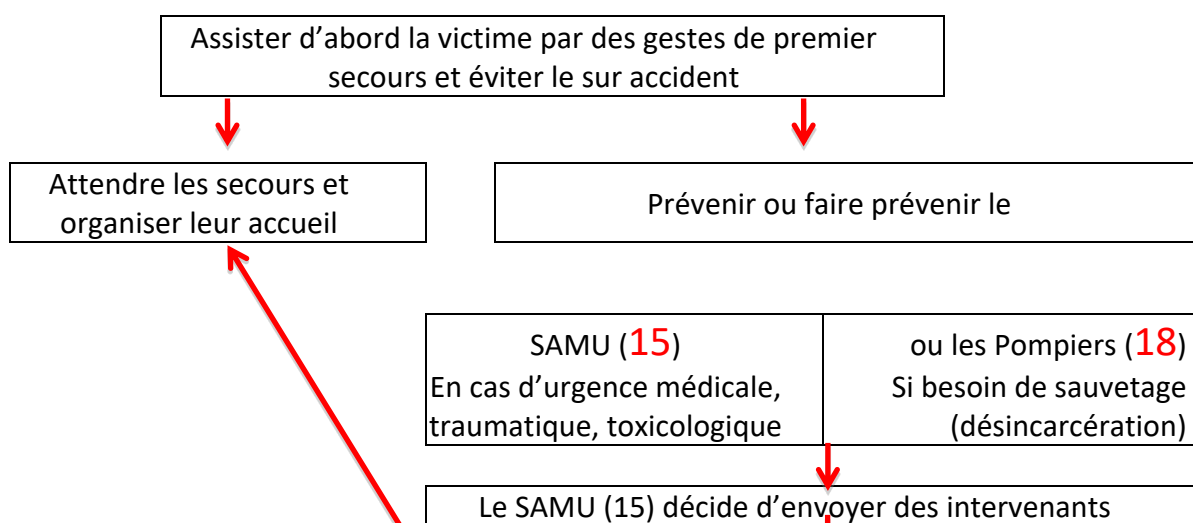 Assister d’abord la victime par des gestes de premier
secours et éviter le sur accident
Attendre les secours et
organiser leur accueil
Prévenir ou faire prévenir le
SAMU (15)
En cas d’urgence médicale,
traumatique, toxicologique
ou les Pompiers (18)
Si besoin de sauvetage
(désincarcération)
Le SAMU (15) décide d’envoyer des intervenants